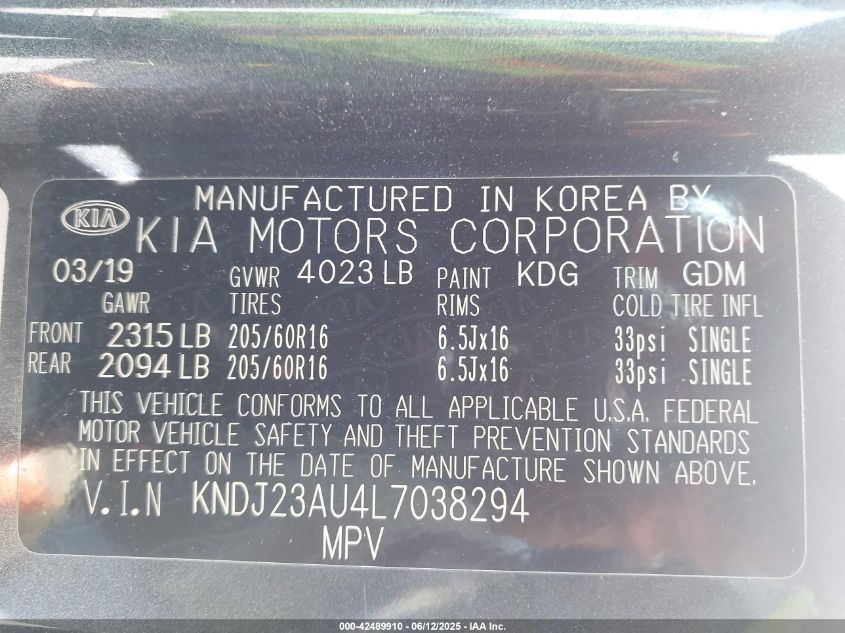 MANUFACTURED IN KOREA BY
KIA KIA MOTORS CORPORATION
03/19 GVWR 4023 LB PAINT KDG TRIM GDM
GAWR TIRES RIMS COLD TIRE INFL
FRONT 2315 LB 205/60R16 6.5Jx16 33psi SINGLE
REAR 2094 LB 205/60R16 6.5Jx16 33psi SINGLE
THIS VEHICLE CONFORMS TO ALL APPLICABLE U.S.A. FEDERAL
MOTOR VEHICLE SAFETY AND THEFT PREVENTION STANDARDS
IN EFFECT ON THE DATE OF MANUFACTURE SHOWN ABOVE.
V.I.N KNDJ23AU4L7038294
MPV
000-42489910 - 06/12/2025 - IAA Inc.